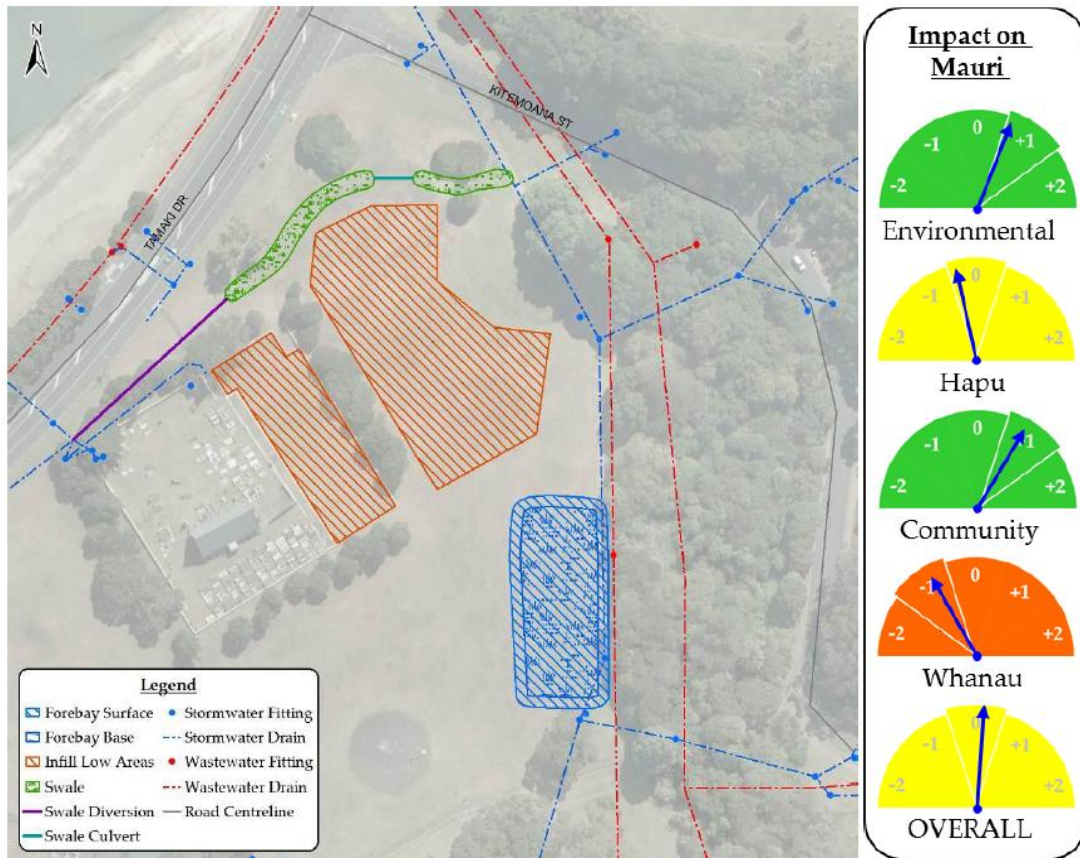 N
KITEMOANA ST
TAMAKI DR
Legend
Forebay Surface
Forebay Base
Infill Low Areas
Swale
Swale Diversion
Swale Culvert
Stormwater Fitting
Stormwater Drain
Wastewater Fitting
Wastewater Drain
Road Centreline
Impact on
Mauri
-2 -1 0 +1 +2
Environmental
-2 -1 0 +1 +2
Hapu
-2 -1 0 +1 +2
Community
-2 -1 0 +1 +2
Whanau
-2 -1 0 +1 +2
OVERALL